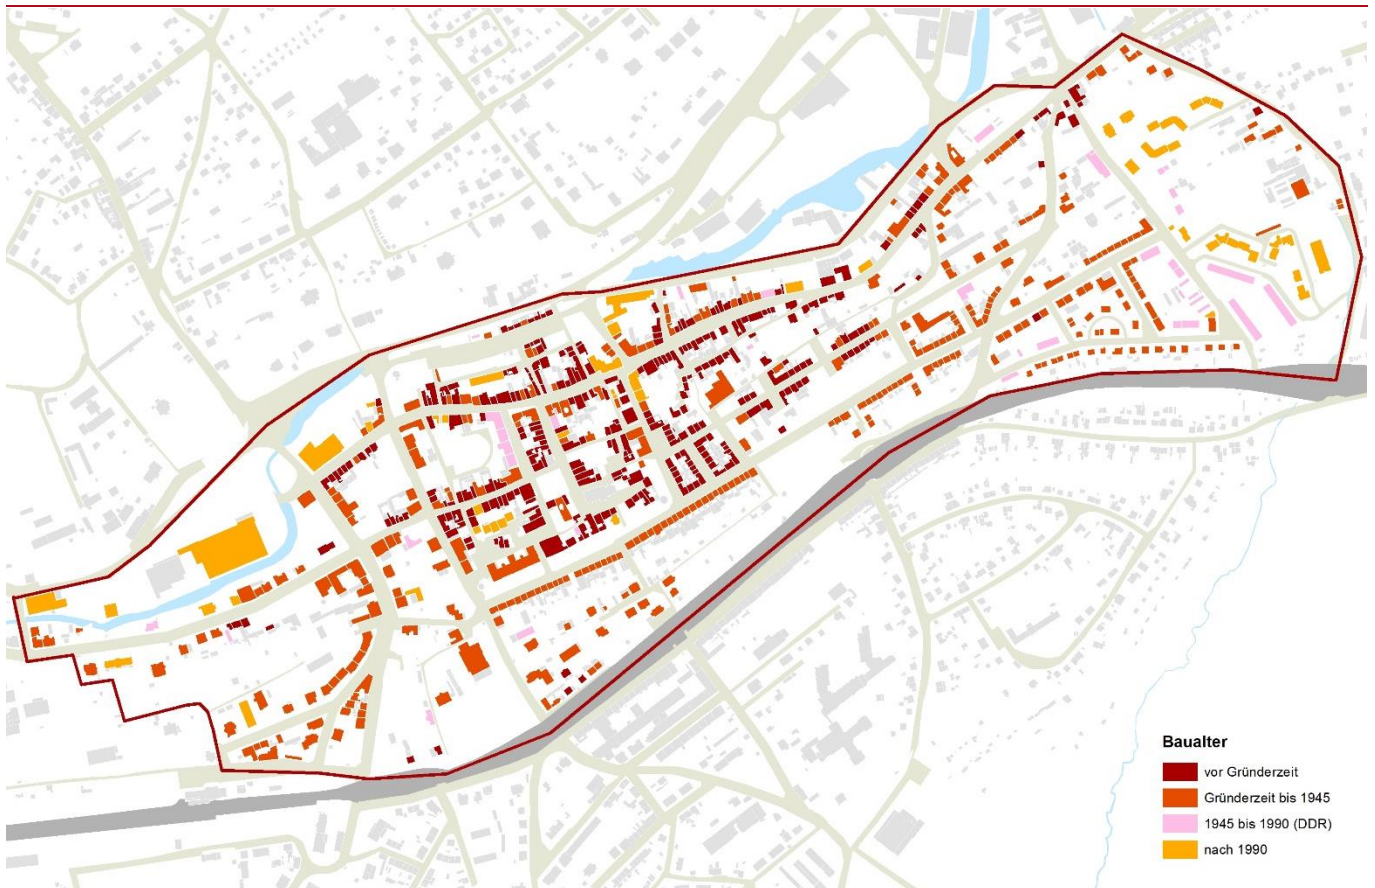 Baualter
vor Gründerzeit
Gründerzeit bis 1945
1945 bis 1990 (DDR)
nach 1990